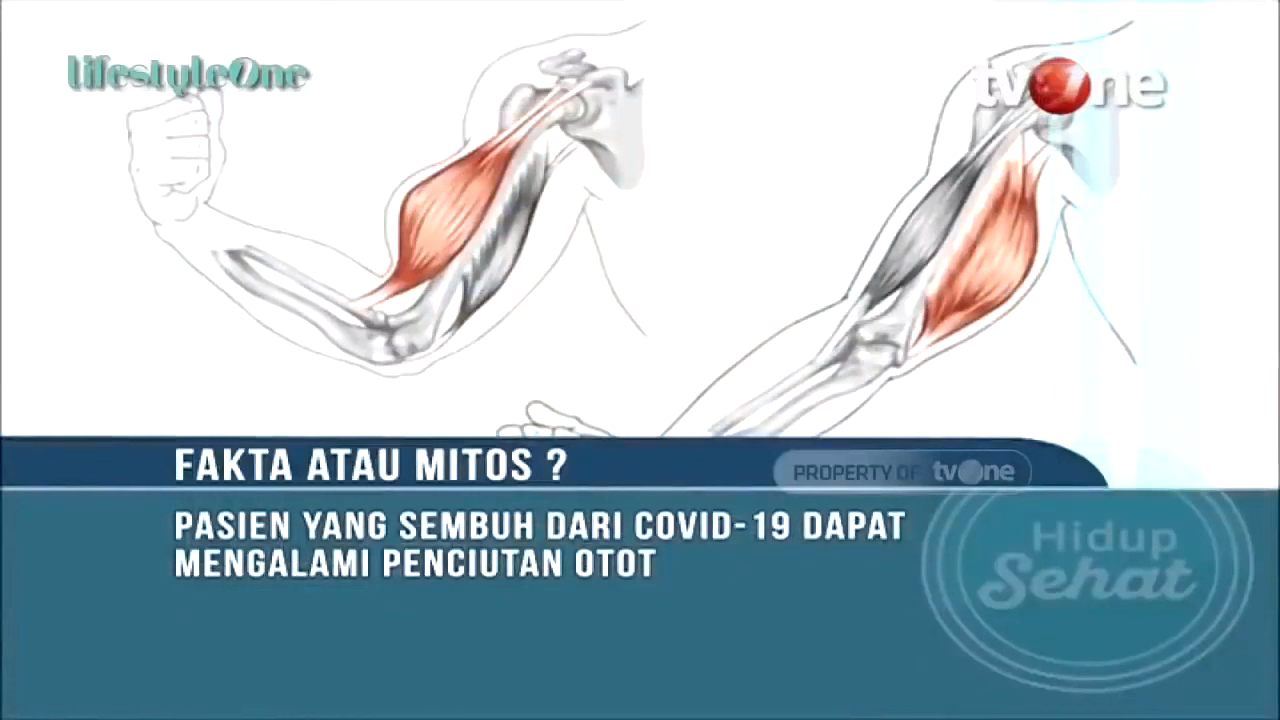 lifestyleOne
tvOne
FAKTA ATAU MITOS ?
PROPERTY OF tvOne
PASIEN YANG SEMBUH DARI COVID-19 DAPAT
MENGALAMI PENCIUTAN OTOT
Hidup
Sehat